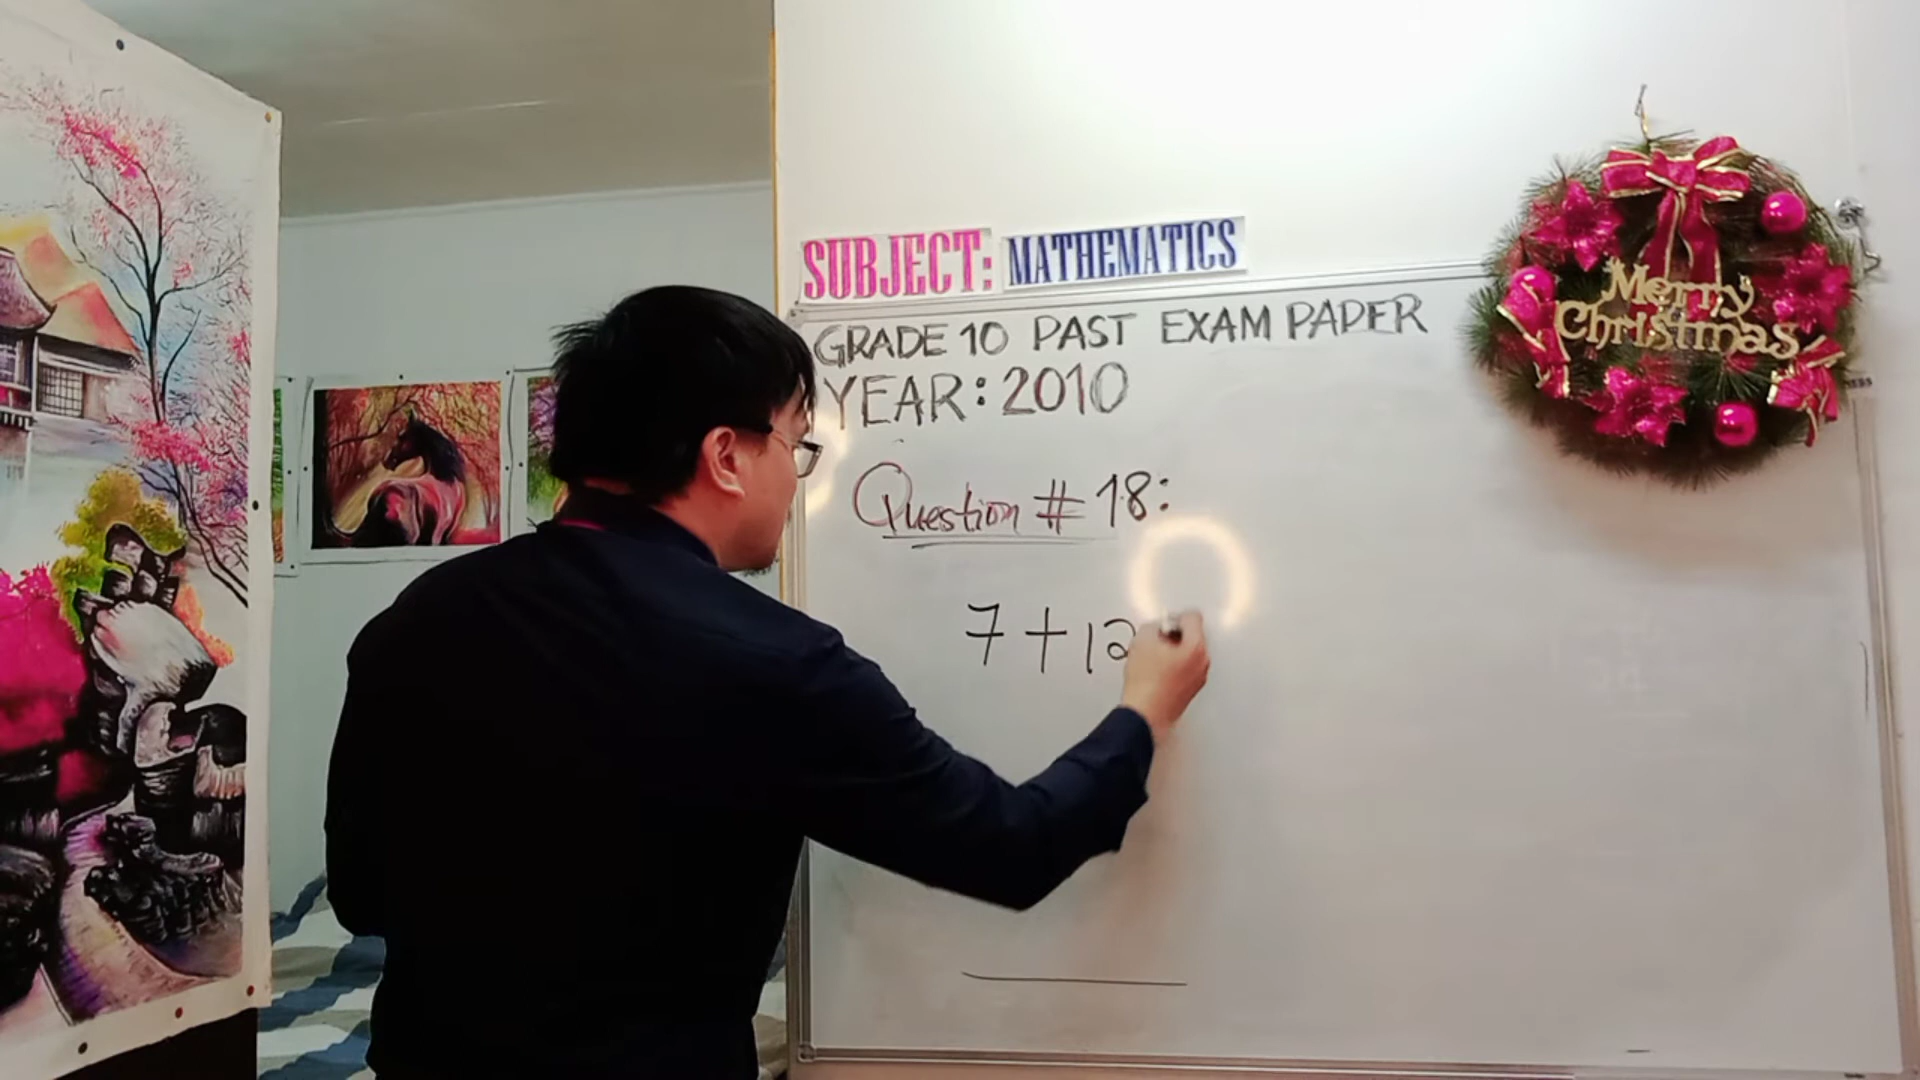 SUBJECT: MATHEMATICS
GRADE 10 PAST EXAM PAPER
YEAR: 2010
Question # 18:
7 + 12
Merry
Christmas